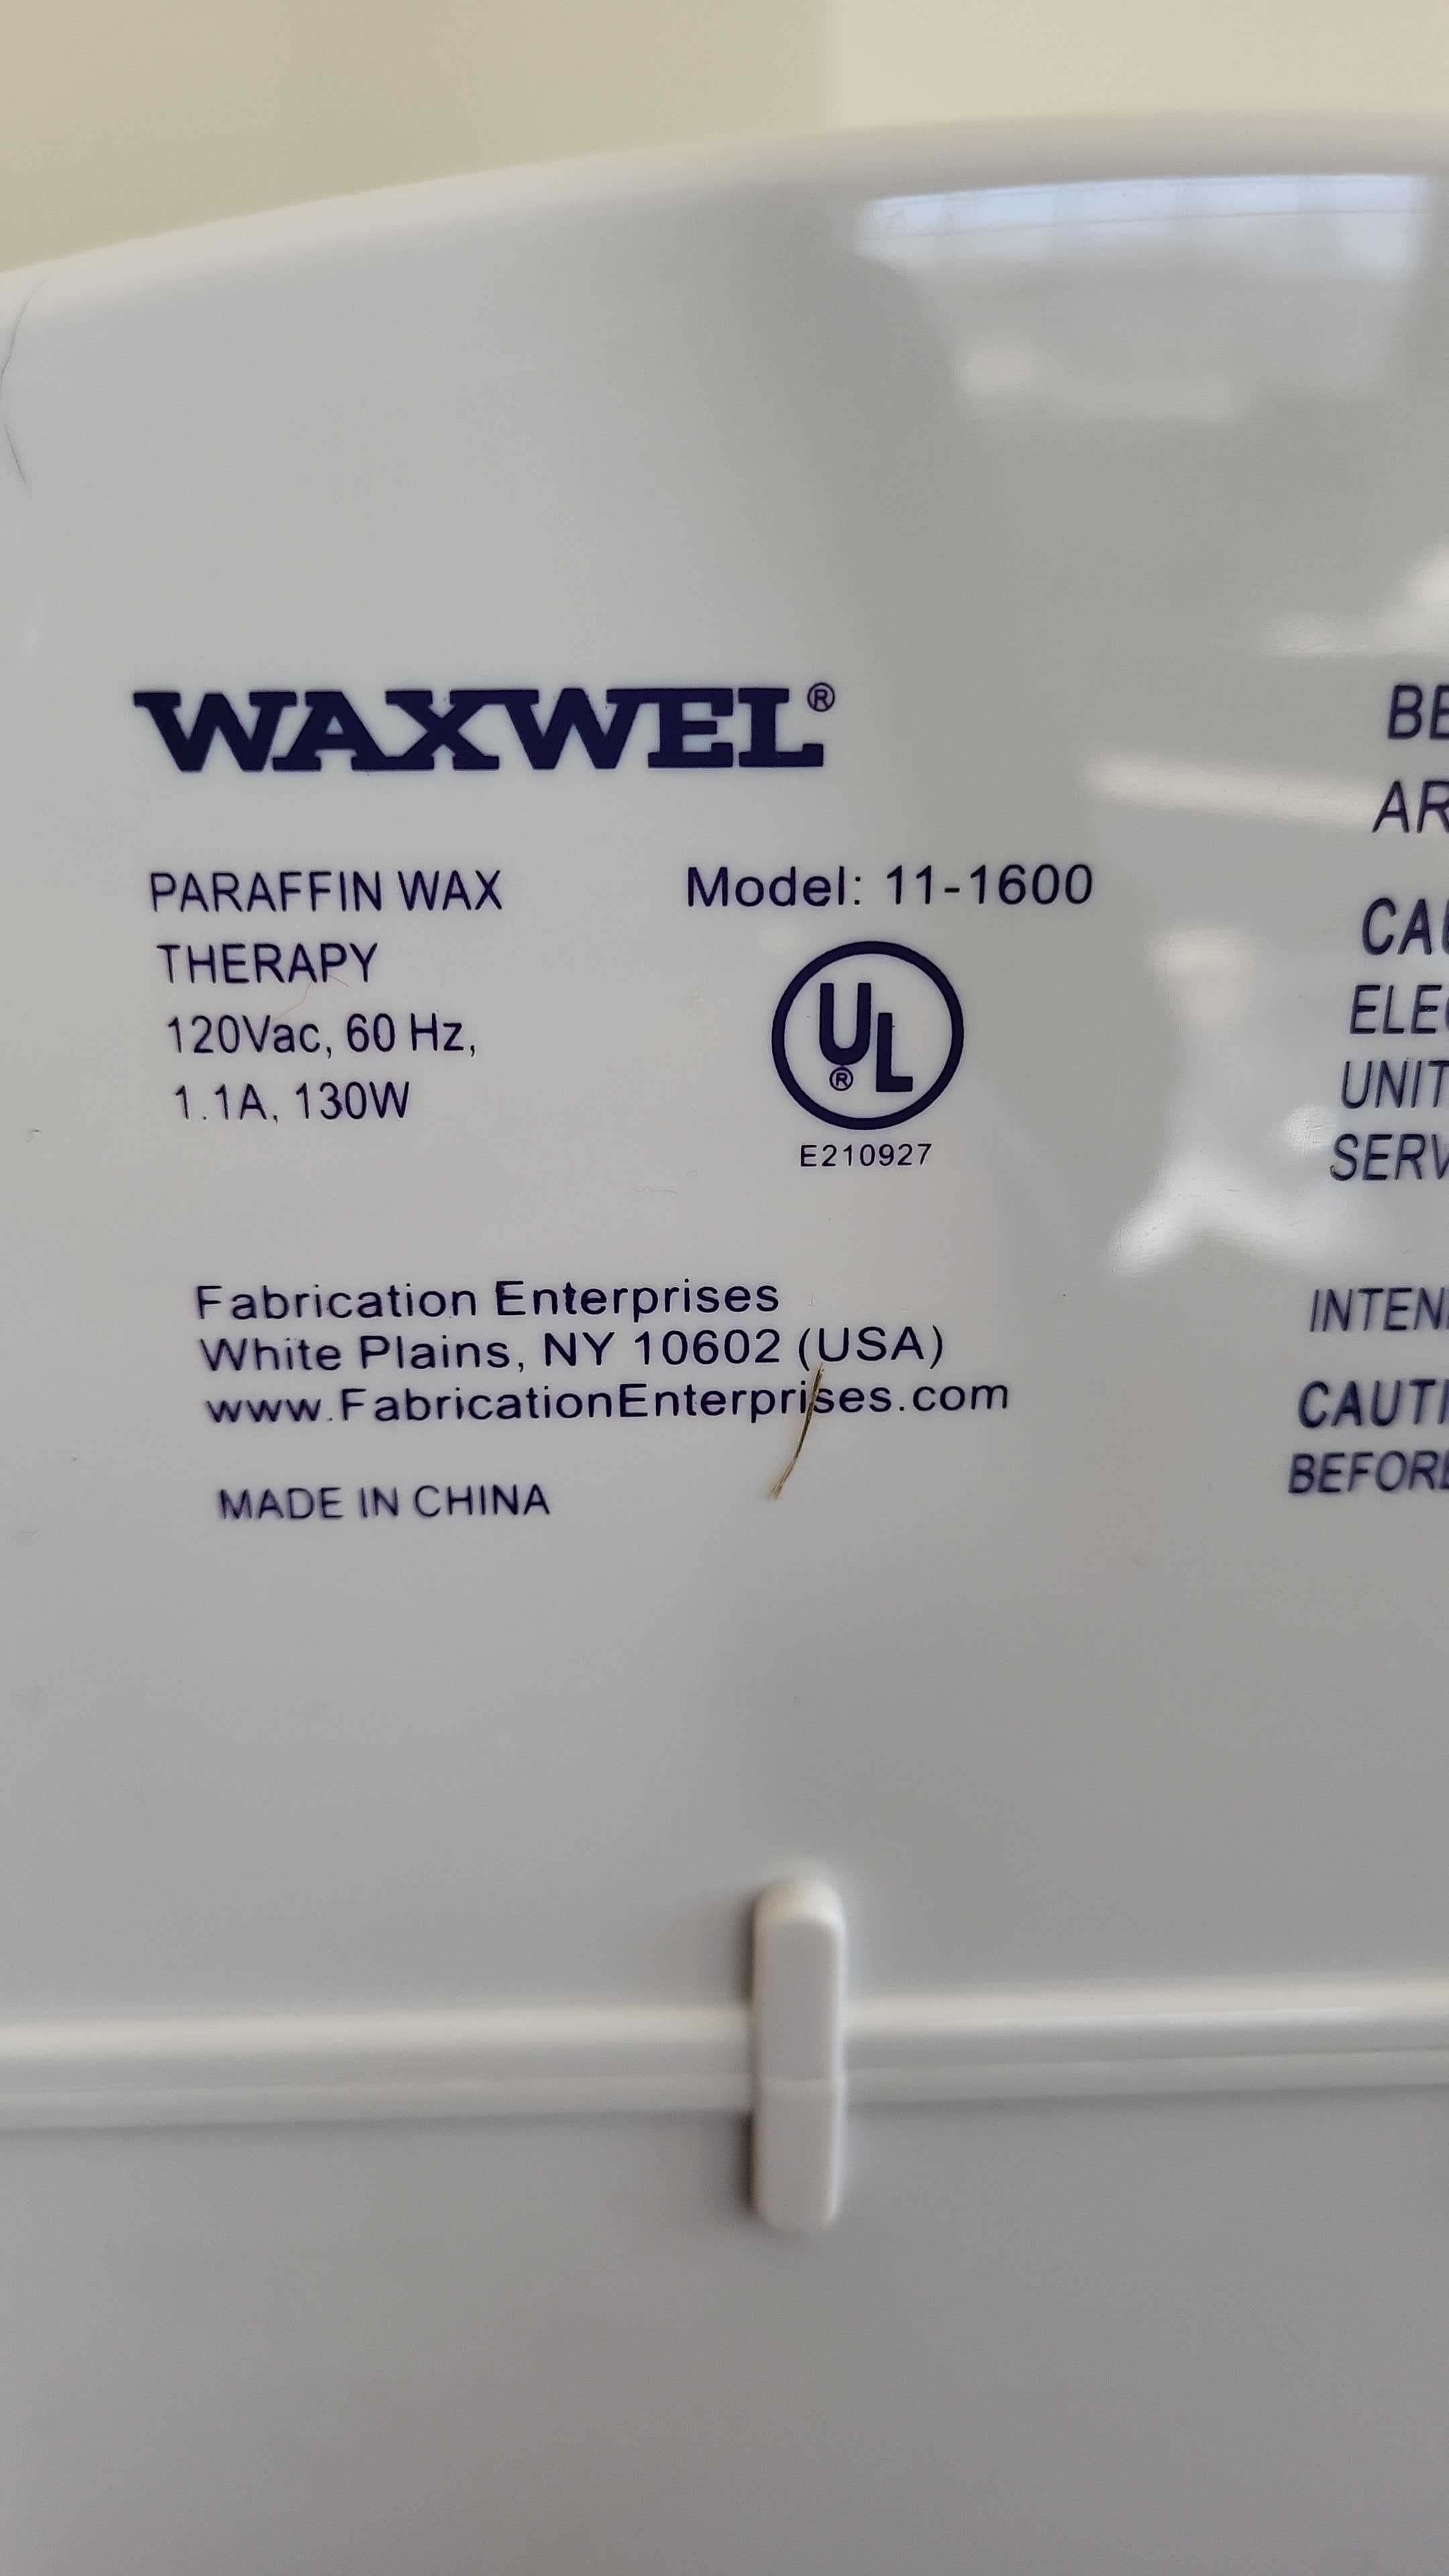 WAXWEL®
PARAFFIN WAX
THERAPY
120Vac, 60 Hz,
1.1A, 130W
Model: 11-1600
UL
®
E210927
Fabrication Enterprises
White Plains, NY 10602 (USA)
www.FabricationEnterprises.com
MADE IN CHINA
UNIT